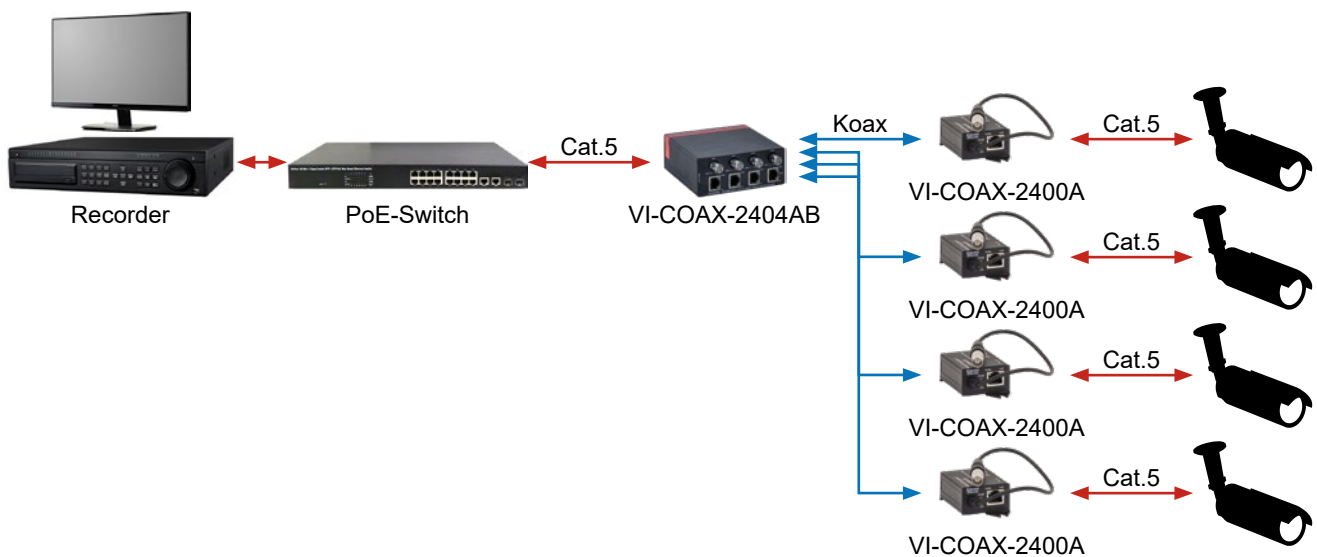 Koax
Cat.5
Cat.5
Recorder
PoE-Switch
VI-COAX-2404AB
VI-COAX-2400A
Cat.5
VI-COAX-2400A
Cat.5
VI-COAX-2400A
Cat.5
VI-COAX-2400A